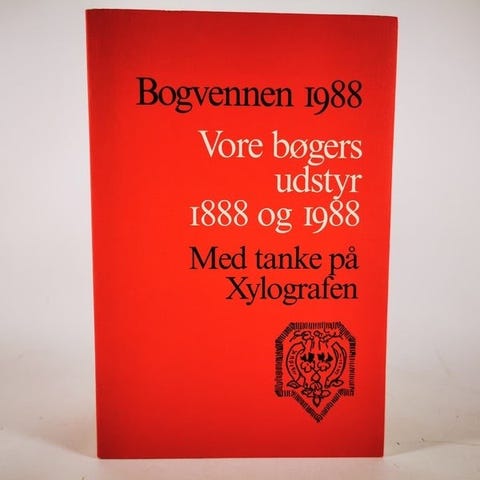 Bogvennen 1988
Vore bøgers
udstyr
1888 og 1988
Med tanke på
Xylografen